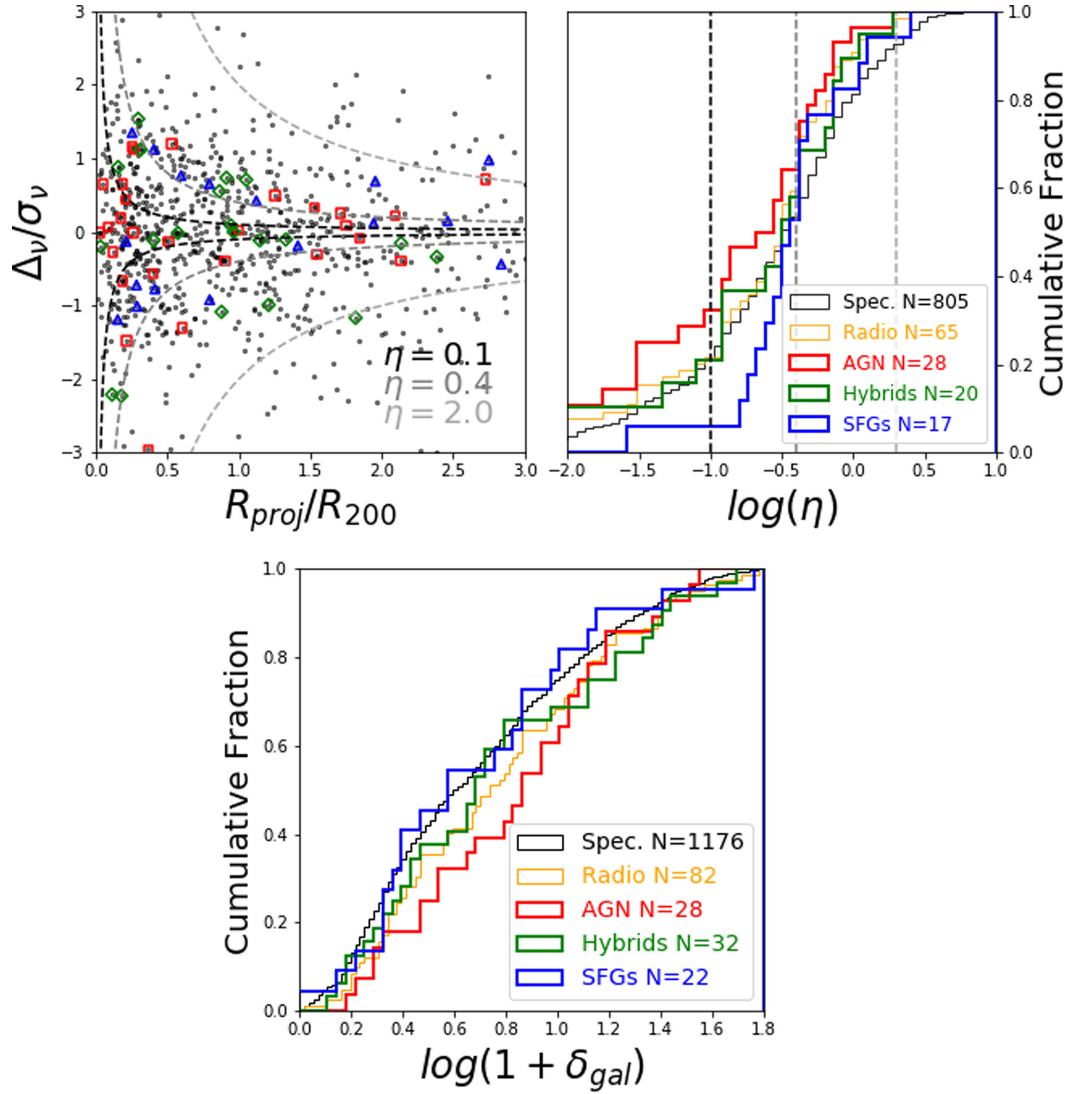 3
2
1
0
−1
−2
−3
Δν/σν
η = 0.1
η = 0.4
η = 2.0
0.0 0.5 1.0 1.5 2.0 2.5 3.0
R_proj/R_200
1.0
0.8
0.6
0.4
0.2
0.0
Cumulative Fraction
Spec. N=805
Radio N=65
AGN N=28
Hybrids N=20
SFGs N=17
−2.0 −1.5 −1.0 −0.5 0.0 0.5 1.0
log(η)
1.0
0.8
0.6
0.4
0.2
0.0
Cumulative Fraction
Spec. N=1176
Radio N=82
AGN N=28
Hybrids N=32
SFGs N=22
0.0 0.2 0.4 0.6 0.8 1.0 1.2 1.4 1.6 1.8
log(1 + δ_gal)